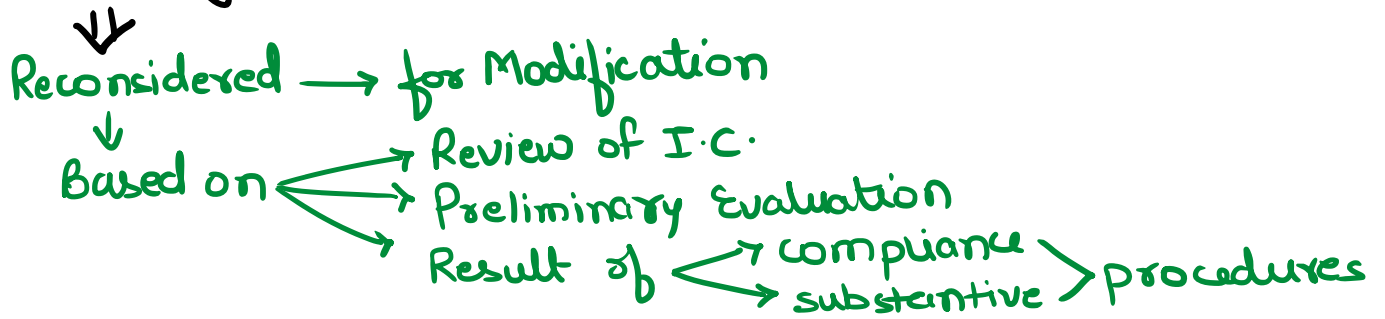 Reconsidered → for Modification
↓
Based on → Review of I.C.
→ Preliminary Evaluation
→ Result of → compliance
→ substantive > procedures